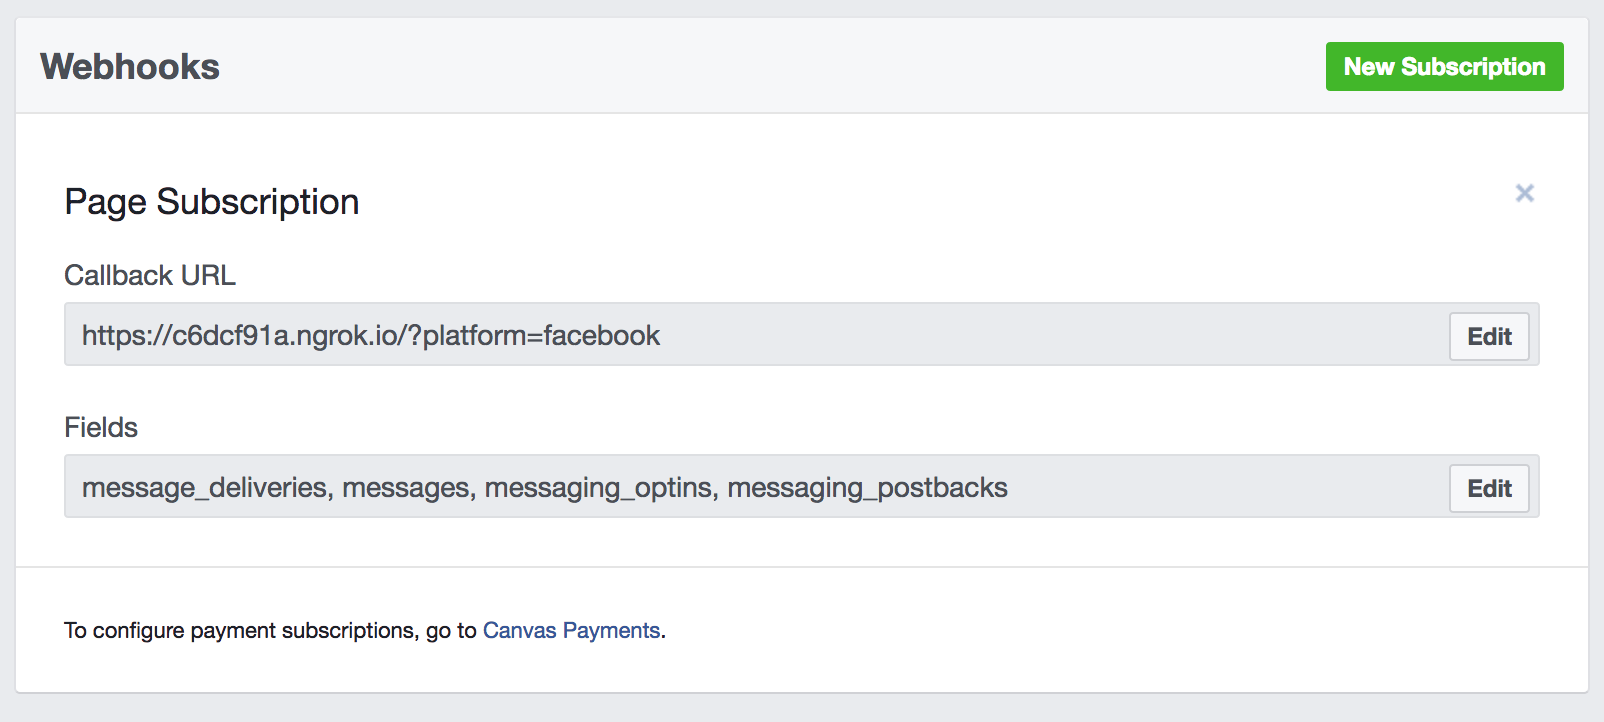 Webhooks
New Subscription
Page Subscription
Callback URL
https://c6dcf91a.ngrok.io/?platform=facebook
Edit
Fields
message_deliveries, messages, messaging_optins, messaging_postbacks
Edit
To configure payment subscriptions, go to Canvas Payments.